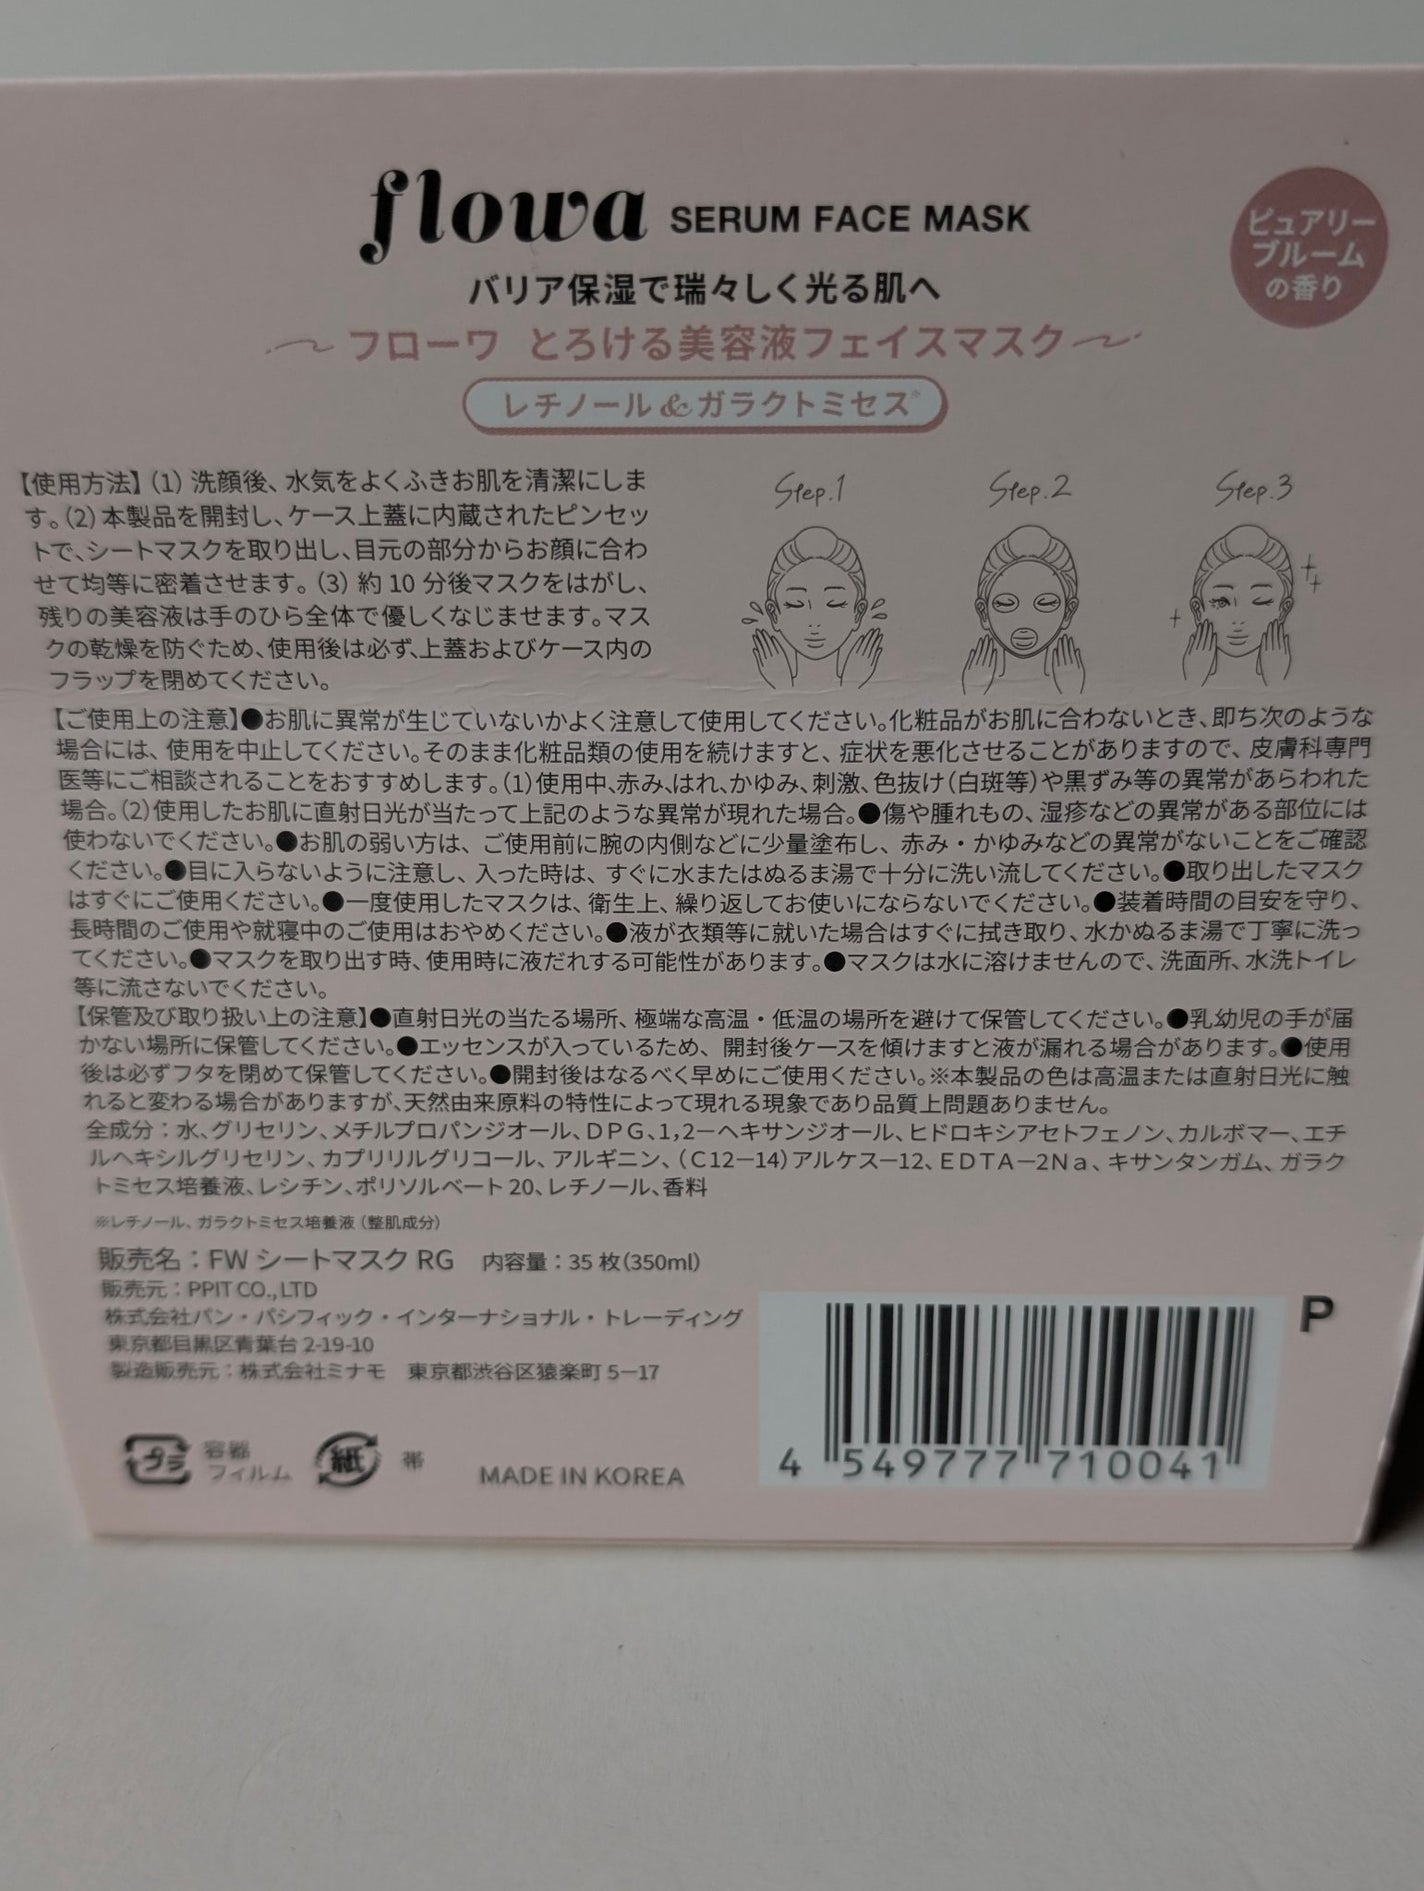 flowa SERUM FACE MASK
ピュアリー
ブルーム
の香り
バリア保湿で瑞々しく光る肌へ
フローワ とろける美容液フェイスマスク
レチノール&ガラクトミセス※
【使用方法】(1) 洗顔後、水気をよくふきお肌を清潔にしま
す。(2)本製品を開封し、ケース上蓋に内蔵されたピンセッ
トで、シートマスクを取り出し、目元の部分からお顔に合わ
せて均等に密着させます。(3) 約 10 分後マスクをはがし、
残りの美容液は手のひら全体で優しくなじませます。マス
クの乾燥を防ぐため、使用後は必ず、上蓋およびケース内の
フラップを閉めてください。
Step.1
Step.2
Step.3
【ご使用上の注意】●お肌に異常が生じていないかよく注意して使用してください。化粧品がお肌に合わないとき、即ち次のような
場合には、使用を中止してください。そのまま化粧品類の使用を続けますと、症状を悪化させることがありますので、皮膚科専門
医等にご相談されることをおすすめします。(1)使用中、赤み、はれ、かゆみ、刺激、色抜け(白斑等)や黒ずみ等の異常があらわれた
場合。(2)使用したお肌に直射日光が当たって上記のような異常が現れた場合。●傷や腫れもの、湿疹などの異常がある部位には
使わないでください。●お肌の弱い方は、ご使用前に腕の内側などに少量塗布し、赤み・かゆみなどの異常がないことをご確認
ください。●目に入らないように注意し、入った時は、すぐに水またはぬるま湯で十分に洗い流してください。●取り出したマスク
はすぐにご使用ください。●一度使用したマスクは、衛生上、繰り返してお使いにならないでください。●装着時間の目安を守り、
長時間のご使用や就寝中のご使用はおやめください。●液が衣類等に就いた場合はすぐに拭き取り、水かぬるま湯で丁寧に洗っ
てください。●マスクを取り出す時、使用時に液だれする可能性があります。●マスクは水に溶けませんので、洗面所、水洗トイレ
等に流さないでください。
【保管及び取り扱い上の注意】●直射日光の当たる場所、極端な高温・低温の場所を避けて保管してください。●乳幼児の手が届
かない場所に保管してください。●エッセンスが入っているため、開封後ケースを傾けますと液が漏れる場合があります。●使用
後は必ずフタを閉めて保管してください。●開封後はなるべく早めにご使用ください。※本製品の色は高温または直射日光に触
れると変わる場合がありますが、天然由来原料の特性によって現れる現象であり品質上問題ありません。
全成分：水、グリセリン、メチルプロパンジオール、DPG、1,2ーヘキサンジオール、ヒドロキシアセトフェノン、カルボマー、エチ
ルヘキシルグリセリン、カプリリルグリコール、アルギニン、(C12ー14)アルケスー12、EDTAー2Na、キサンタンガム、ガラク
トミセス培養液、レシチン、ポリソルベート 20、レチノール、香料
※レチノール、ガラクトミセス培養液(整肌成分)
販売名：FW シートマスク RG 内容量：35 枚(350ml)
販売元：PPIT CO.,LTD
株式会社パン・パシフィック・インターナショナル・トレーディング
東京都目黒区青葉台 2-19-10
製造販売元：株式会社ミナモ 東京都渋谷区猿楽町 5ー17
P
4 549777 710041
プラ 容器
フィルム
紙 帯
MADE IN KOREA